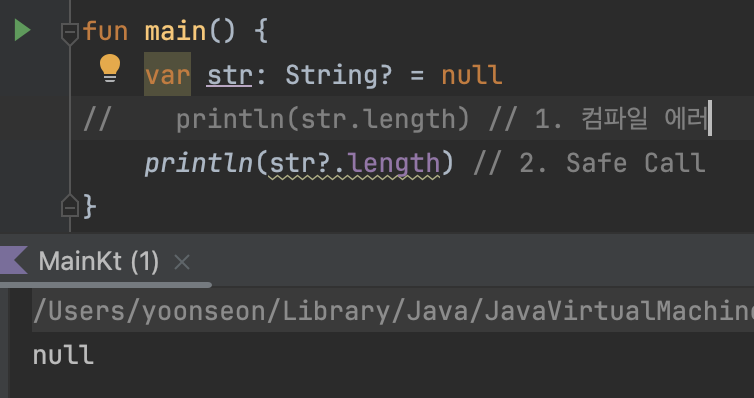 fun main() {
var str: String? = null
//    println(str.length) // 1. 컴파일 에러
println(str?.length) // 2. Safe Call
}
MainKt (1) ×
/Users/yoonseon/Library/Java/JavaVirtualMachine
null